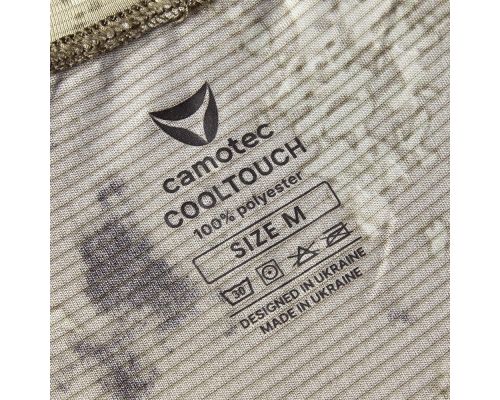 camotec
COOLTOUCH
100% polyester
SIZE M
30
DESIGNED IN UKRAINE
MADE IN UKRAINE